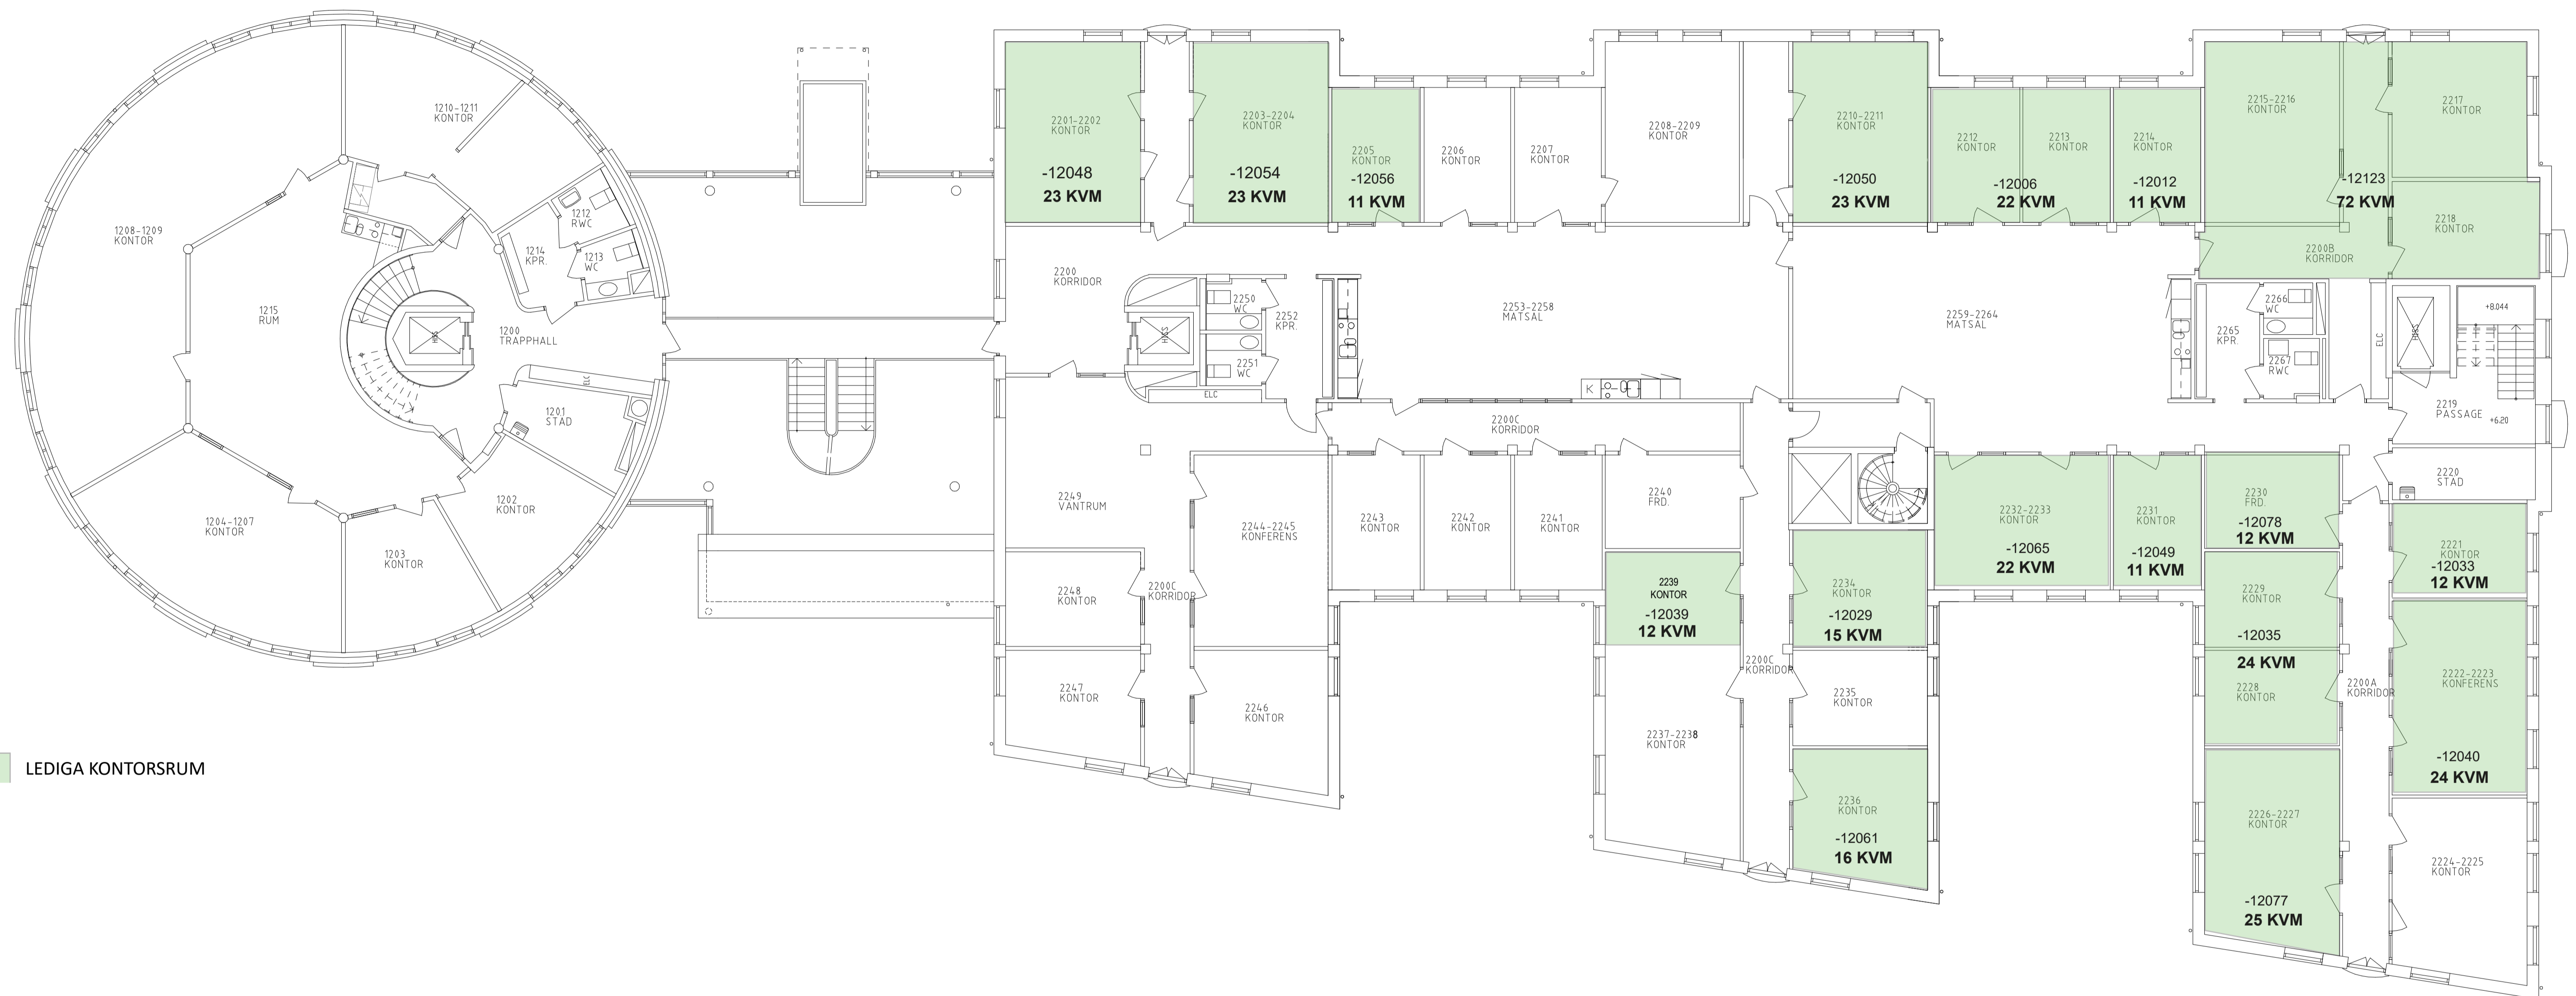 1210-1211
KONTOR
1208-1209
KONTOR
1212
RWC
1214
KPR.
1213
WC
1215
RUM
HISS
1200
TRAPPHALL
ELC
1201
STAD
1202
KONTOR
1204-1207
KONTOR
1203
KONTOR
2201-2202
KONTOR
-12048
23 KVM
2203-2204
KONTOR
-12054
23 KVM
2205
KONTOR
-12056
11 KVM
2206
KONTOR
2207
KONTOR
2208-2209
KONTOR
2210-2211
KONTOR
-12050
23 KVM
2212
KONTOR
2213
KONTOR
-12006
22 KVM
2214
KONTOR
-12012
11 KVM
2215-2216
KONTOR
2217
KONTOR
-12123
72 KVM
2218
KONTOR
2200B
KORRIDOR
2200
KORRIDOR
HISS
2250
WC
2252
KPR.
2251
WC
ELC
2253-2258
MATSAL
K
2259-2264
MATSAL
2266
WC
2265
KPR.
2267
RWC
ELC
HISS
+8.044
2219
PASSAGE
+6.20
2200C
KORRIDOR
2220
STAD
2249
VANTRUM
2244-2245
KONFERENS
2243
KONTOR
2242
KONTOR
2241
KONTOR
2240
FRD.
2239
KONTOR
-12039
12 KVM
2234
KONTOR
-12029
15 KVM
2232-2233
KONTOR
-12065
22 KVM
2231
KONTOR
-12049
11 KVM
2230
FRD.
-12078
12 KVM
2221
KONTOR
-12033
12 KVM
2248
KONTOR
2200C
KORRIDOR
2229
KONTOR
-12035
24 KVM
2228
KONTOR
2200A
KORRIDOR
2222-2223
KONFERENS
-12040
24 KVM
2247
KONTOR
2246
KONTOR
2200C
KORRIDOR
2235
KONTOR
2237-2238
KONTOR
2236
KONTOR
-12061
16 KVM
2226-2227
KONTOR
-12077
25 KVM
2224-2225
KONTOR
LEDIGA KONTORSRUM